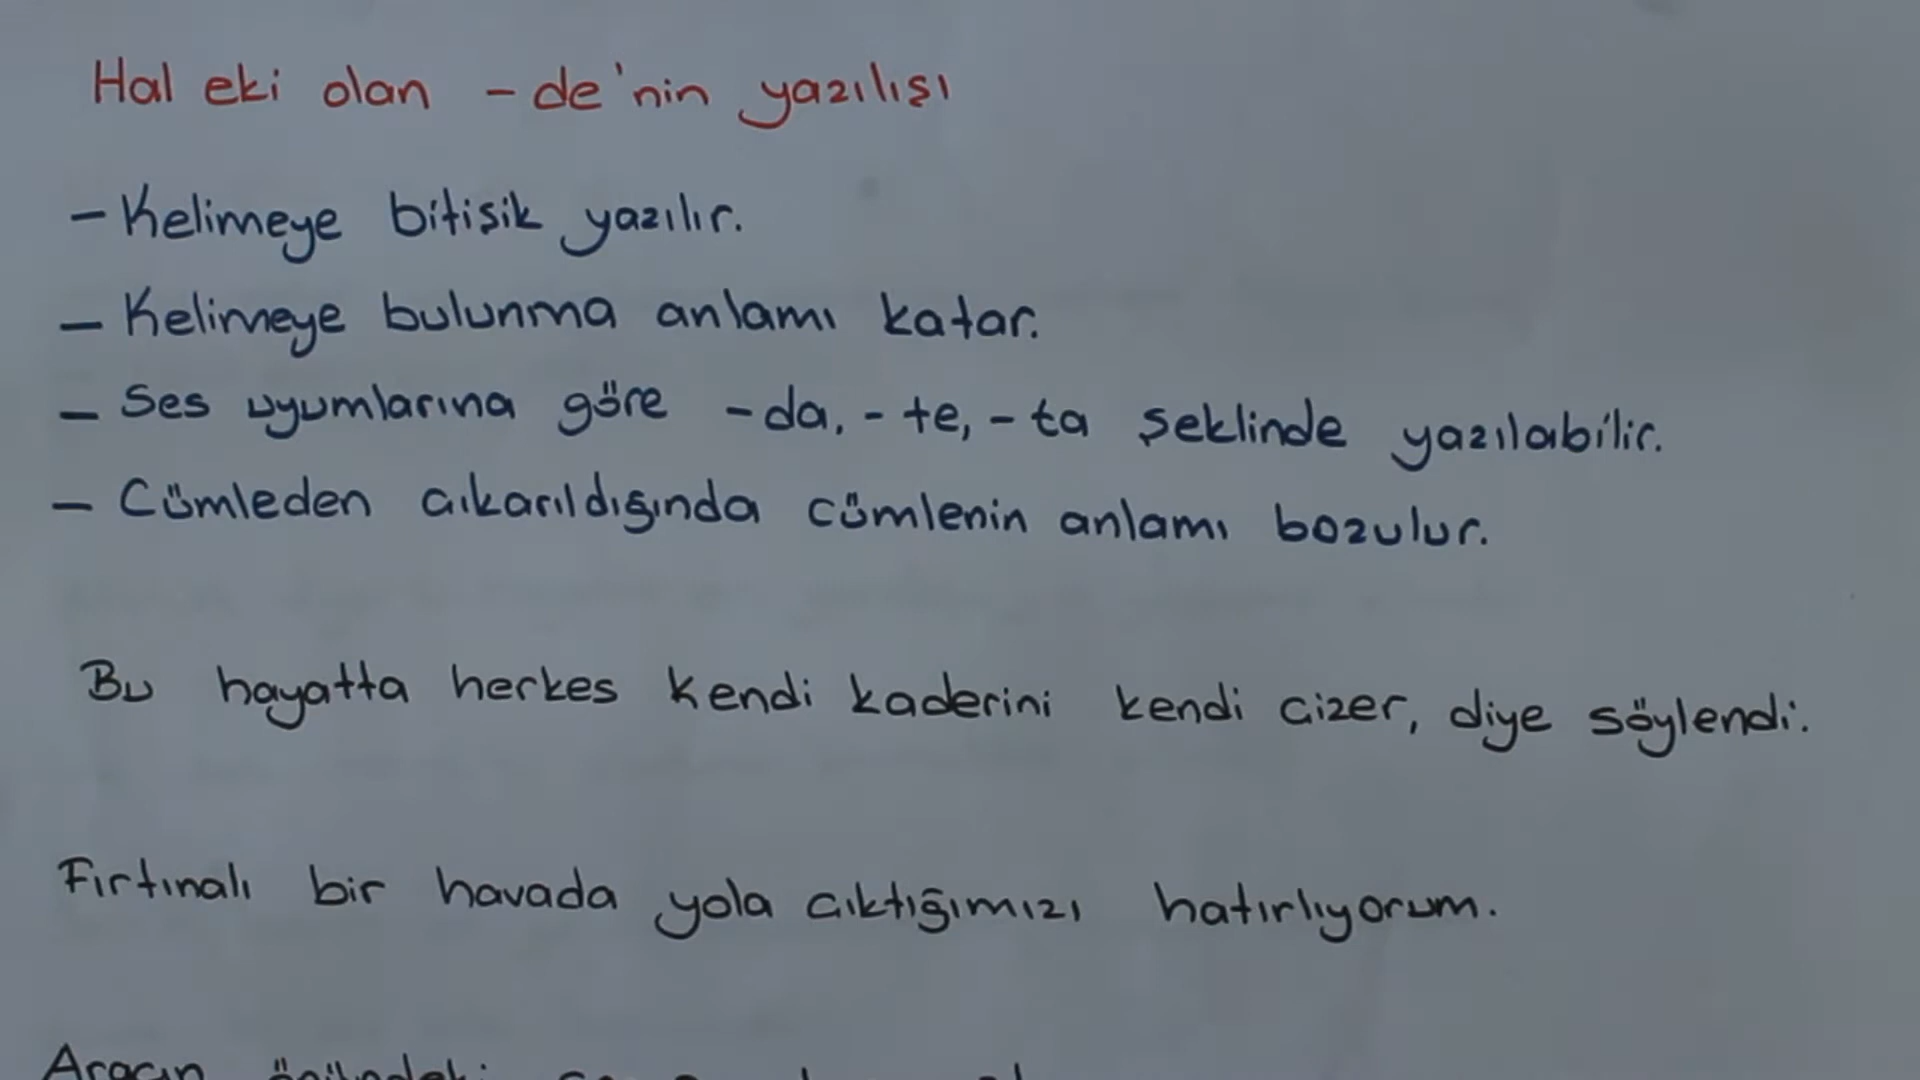 Hal eki olan -de'nin yazılışı
- Kelimeye bitişik yazılır.
- Kelimeye bulunma anlamı katar.
- Ses uyumlarına göre -da, -te, -ta şeklinde yazılabilir.
- Cümleden çıkarıldığında cümlenin anlamı bozulur.
Bu hayatta herkes kendi kaderini kendi çizer, diye söylendi.
Fırtınalı bir havada yola çıktığımızı hatırlıyorum.
Aracın önündeki